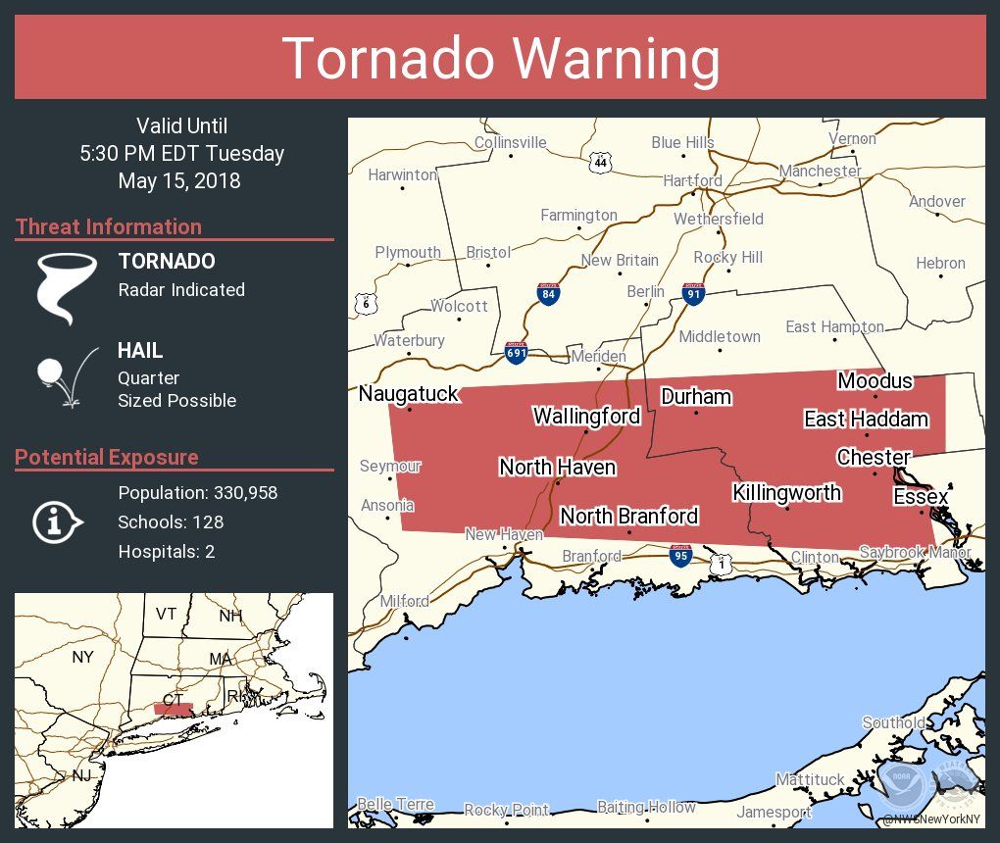 Tornado Warning
Valid Until
5:30 PM EDT Tuesday
May 15, 2018
Threat Information
TORNADO
Radar Indicated
HAIL
Quarter
Sized Possible
Potential Exposure
Population: 330,958
Schools: 128
Hospitals: 2
VT
NH
NY
MA
CT
RI
NJ
Collinsville
Blue Hills
Vernon
44
Harwinton
Hartford
Manchester
Farmington
Wethersfield
Andover
Plymouth
Bristol
New Britain
Rocky Hill
Hebron
6
84
Berlin
91
Wolcott
East Hampton
Waterbury
691
Meriden
Middletown
Naugatuck
Durham
Moodus
Wallingford
East Haddam
Seymour
North Haven
Chester
Ansonia
Killingworth
Essex
North Branford
New Haven
Branford
95
1
Clinton
Saybrook Manor
Milford
Southold
Mattituck
Belle Terre
Rocky Point
Baiting Hollow
Jamesport
NOAA
@NWSNewYorkNY